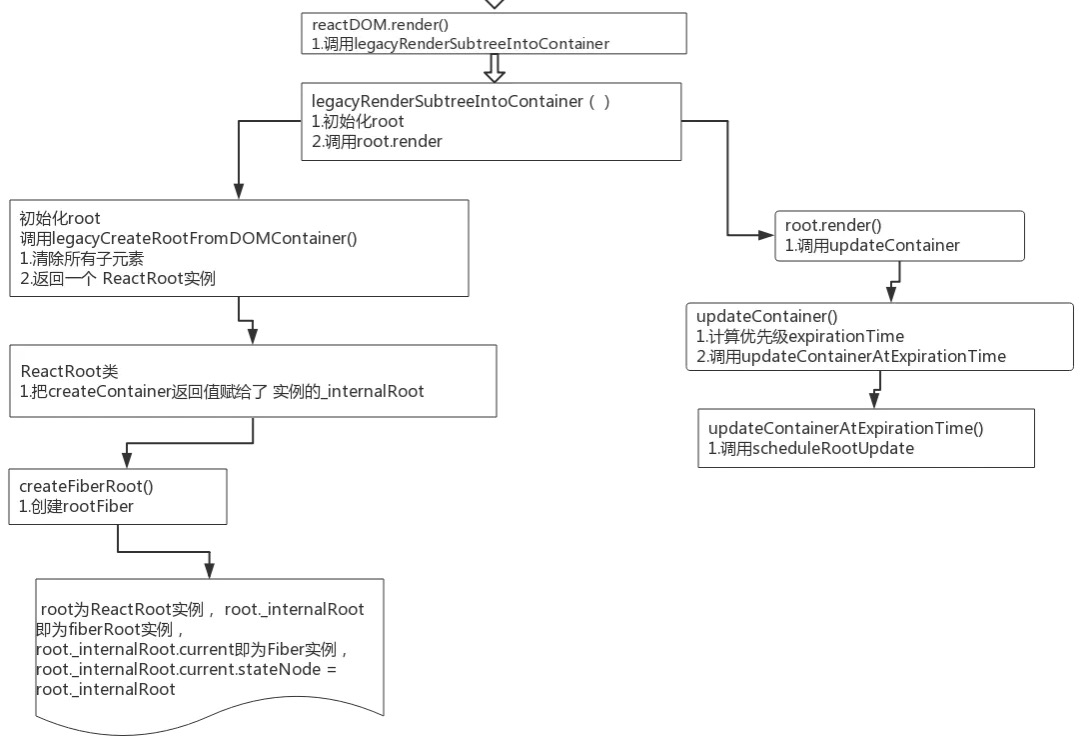 reactDOM.render()
1.调用legacyRenderSubtreeIntoContainer
legacyRenderSubtreeIntoContainer（ ）
1.初始化root
2.调用root.render
初始化root
调用legacyCreateRootFromDOMContainer()
1.清除所有子元素
2.返回一个 ReactRoot实例
ReactRoot类
1.把createContainer返回值赋给了 实例的_internalRoot
createFiberRoot()
1.创建rootFiber
root为ReactRoot实例， root._internalRoot
即为fiberRoot实例，
root._internalRoot.current即为Fiber实例，
root._internalRoot.current.stateNode =
root._internalRoot
root.render()
1.调用updateContainer
updateContainer()
1.计算优先级expirationTime
2.调用updateContainerAtExpirationTime
updateContainerAtExpirationTime()
1.调用scheduleRootUpdate